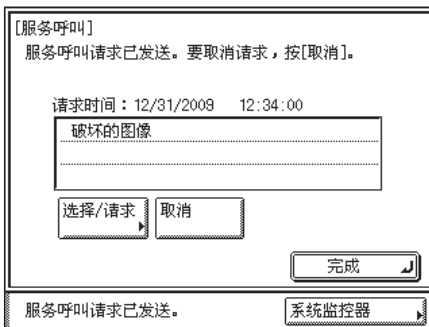 [服务呼叫]
服务呼叫请求已发送。要取消请求，按[取消]。
请求时间：12/31/2009 12:34:00
破坏的图像
选择/请求 取消
完成
服务呼叫请求已发送。 系统监控器